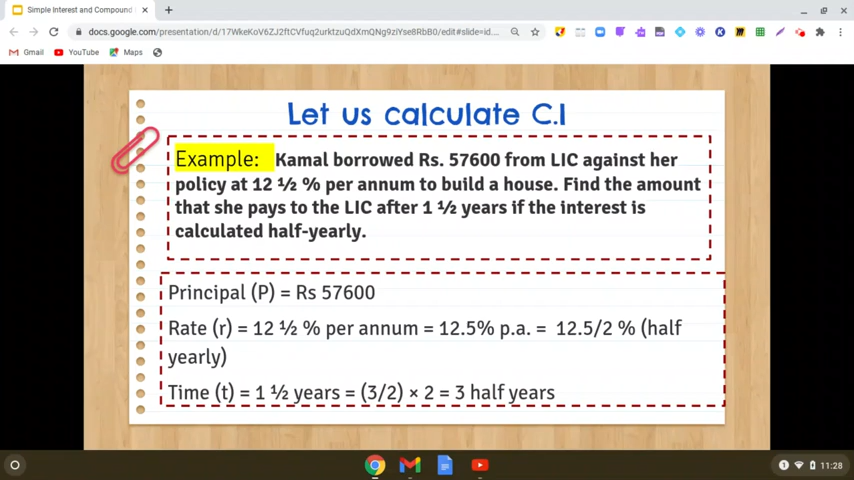 Simple Interest and Compound
docs.google.com/presentation/d/17WkeKoV6ZJ2ftCVfuq2urktzuQdXmQNg9ziYse8RbB0/edit#slide=id....
Gmail YouTube Maps
Let us calculate C.I
Example: Kamal borrowed Rs. 57600 from LIC against her
policy at 12 ½ % per annum to build a house. Find the amount
that she pays to the LIC after 1 ½ years if the interest is
calculated half-yearly.
Principal (P) = Rs 57600
Rate (r) = 12 ½ % per annum = 12.5% p.a. = 12.5/2 % (half
yearly)
Time (t) = 1 ½ years = (3/2) × 2 = 3 half years
1 11:28